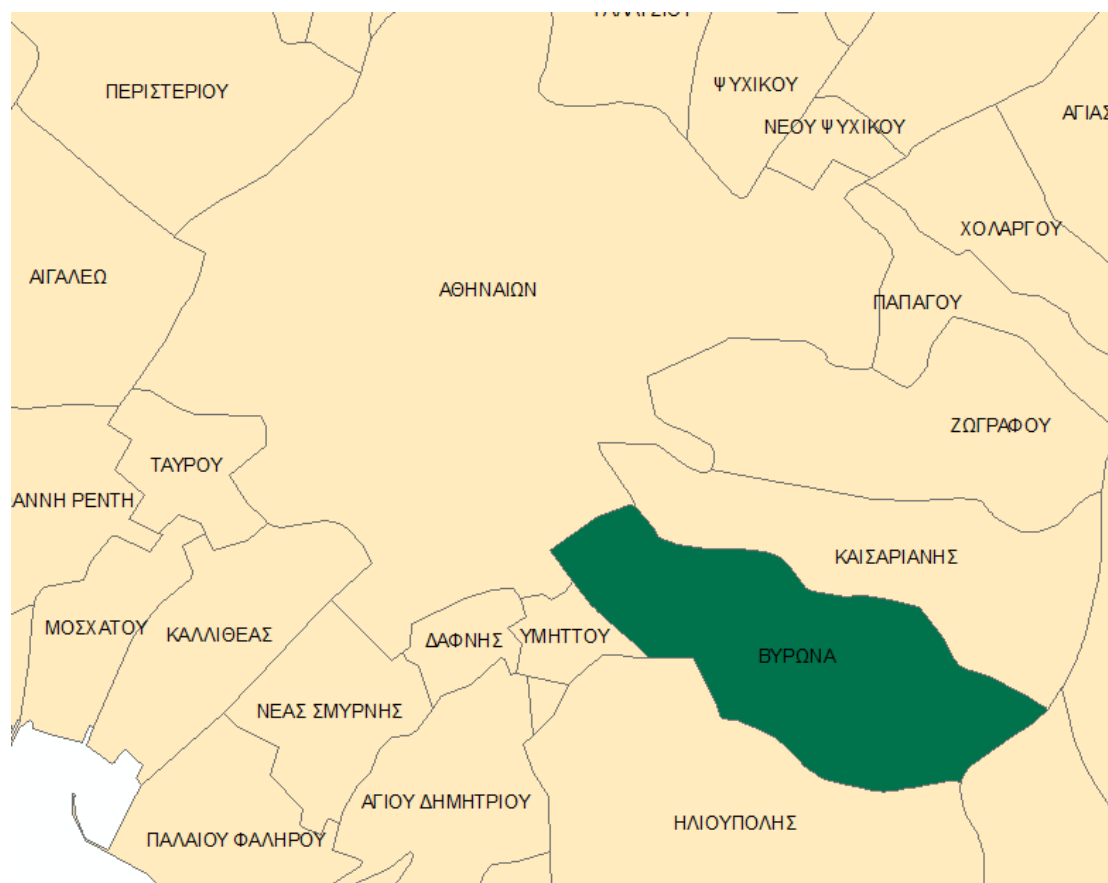 ΠΕΡΙΣΤΕΡΙΟΥ
ΨΥΧΙΚΟΥ
ΑΓΙΑΣ
ΝΕΟΥ ΨΥΧΙΚΟΥ
ΧΟΛΑΡΓΟΥ
ΑΙΓΑΛΕΩ
ΑΘΗΝΑΙΩΝ
ΠΑΠΑΓΟΥ
ΖΩΓΡΑΦΟΥ
ΤΑΥΡΟΥ
ΑΝΝΗ ΡΕΝΤΗ
ΚΑΙΣΑΡΙΑΝΗΣ
ΜΟΣΧΑΤΟΥ
ΚΑΛΛΙΘΕΑΣ
ΔΑΦΝΗΣ
ΥΜΗΤΤΟΥ
ΒΥΡΩΝΑ
ΝΕΑΣ ΣΜΥΡΝΗΣ
ΑΓΙΟΥ ΔΗΜΗΤΡΙΟΥ
ΗΛΙΟΥΠΟΛΗΣ
ΠΑΛΑΙΟΥ ΦΑΛΗΡΟΥ